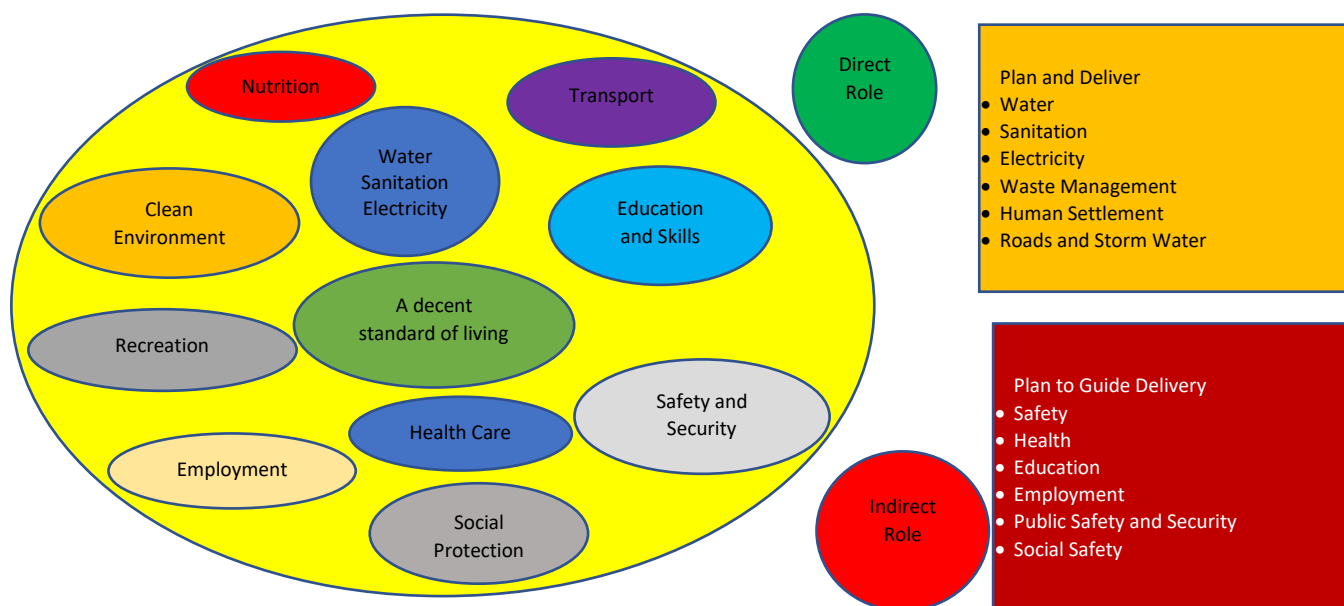 Nutrition
Transport
Water
Sanitation
Electricity
Clean
Environment
Education
and Skills
A decent
standard of living
Recreation
Safety and
Security
Health Care
Employment
Social
Protection
Direct
Role
Plan and Deliver
• Water
• Sanitation
• Electricity
• Waste Management
• Human Settlement
• Roads and Storm Water
Indirect
Role
Plan to Guide Delivery
• Safety
• Health
• Education
• Employment
• Public Safety and Security
• Social Safety